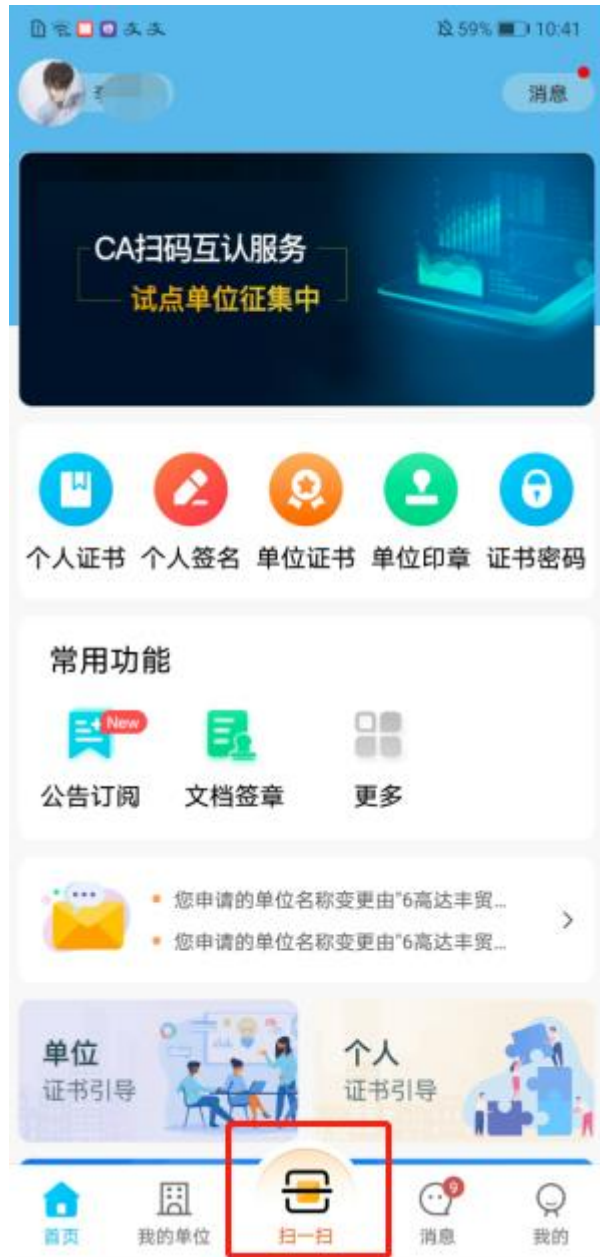 59% 10:41
消息
CA扫码互认服务
试点单位征集中
个人证书 个人签名 单位证书 单位印章 证书密码
常用功能
New
公告订阅 文档签章 更多
您申请的单位名称变更由"6高达丰贸...
您申请的单位名称变更由"6高达丰贸...
单位 个人
证书引导 证书引导
9
首页 我的单位 扫一扫 消息 我的